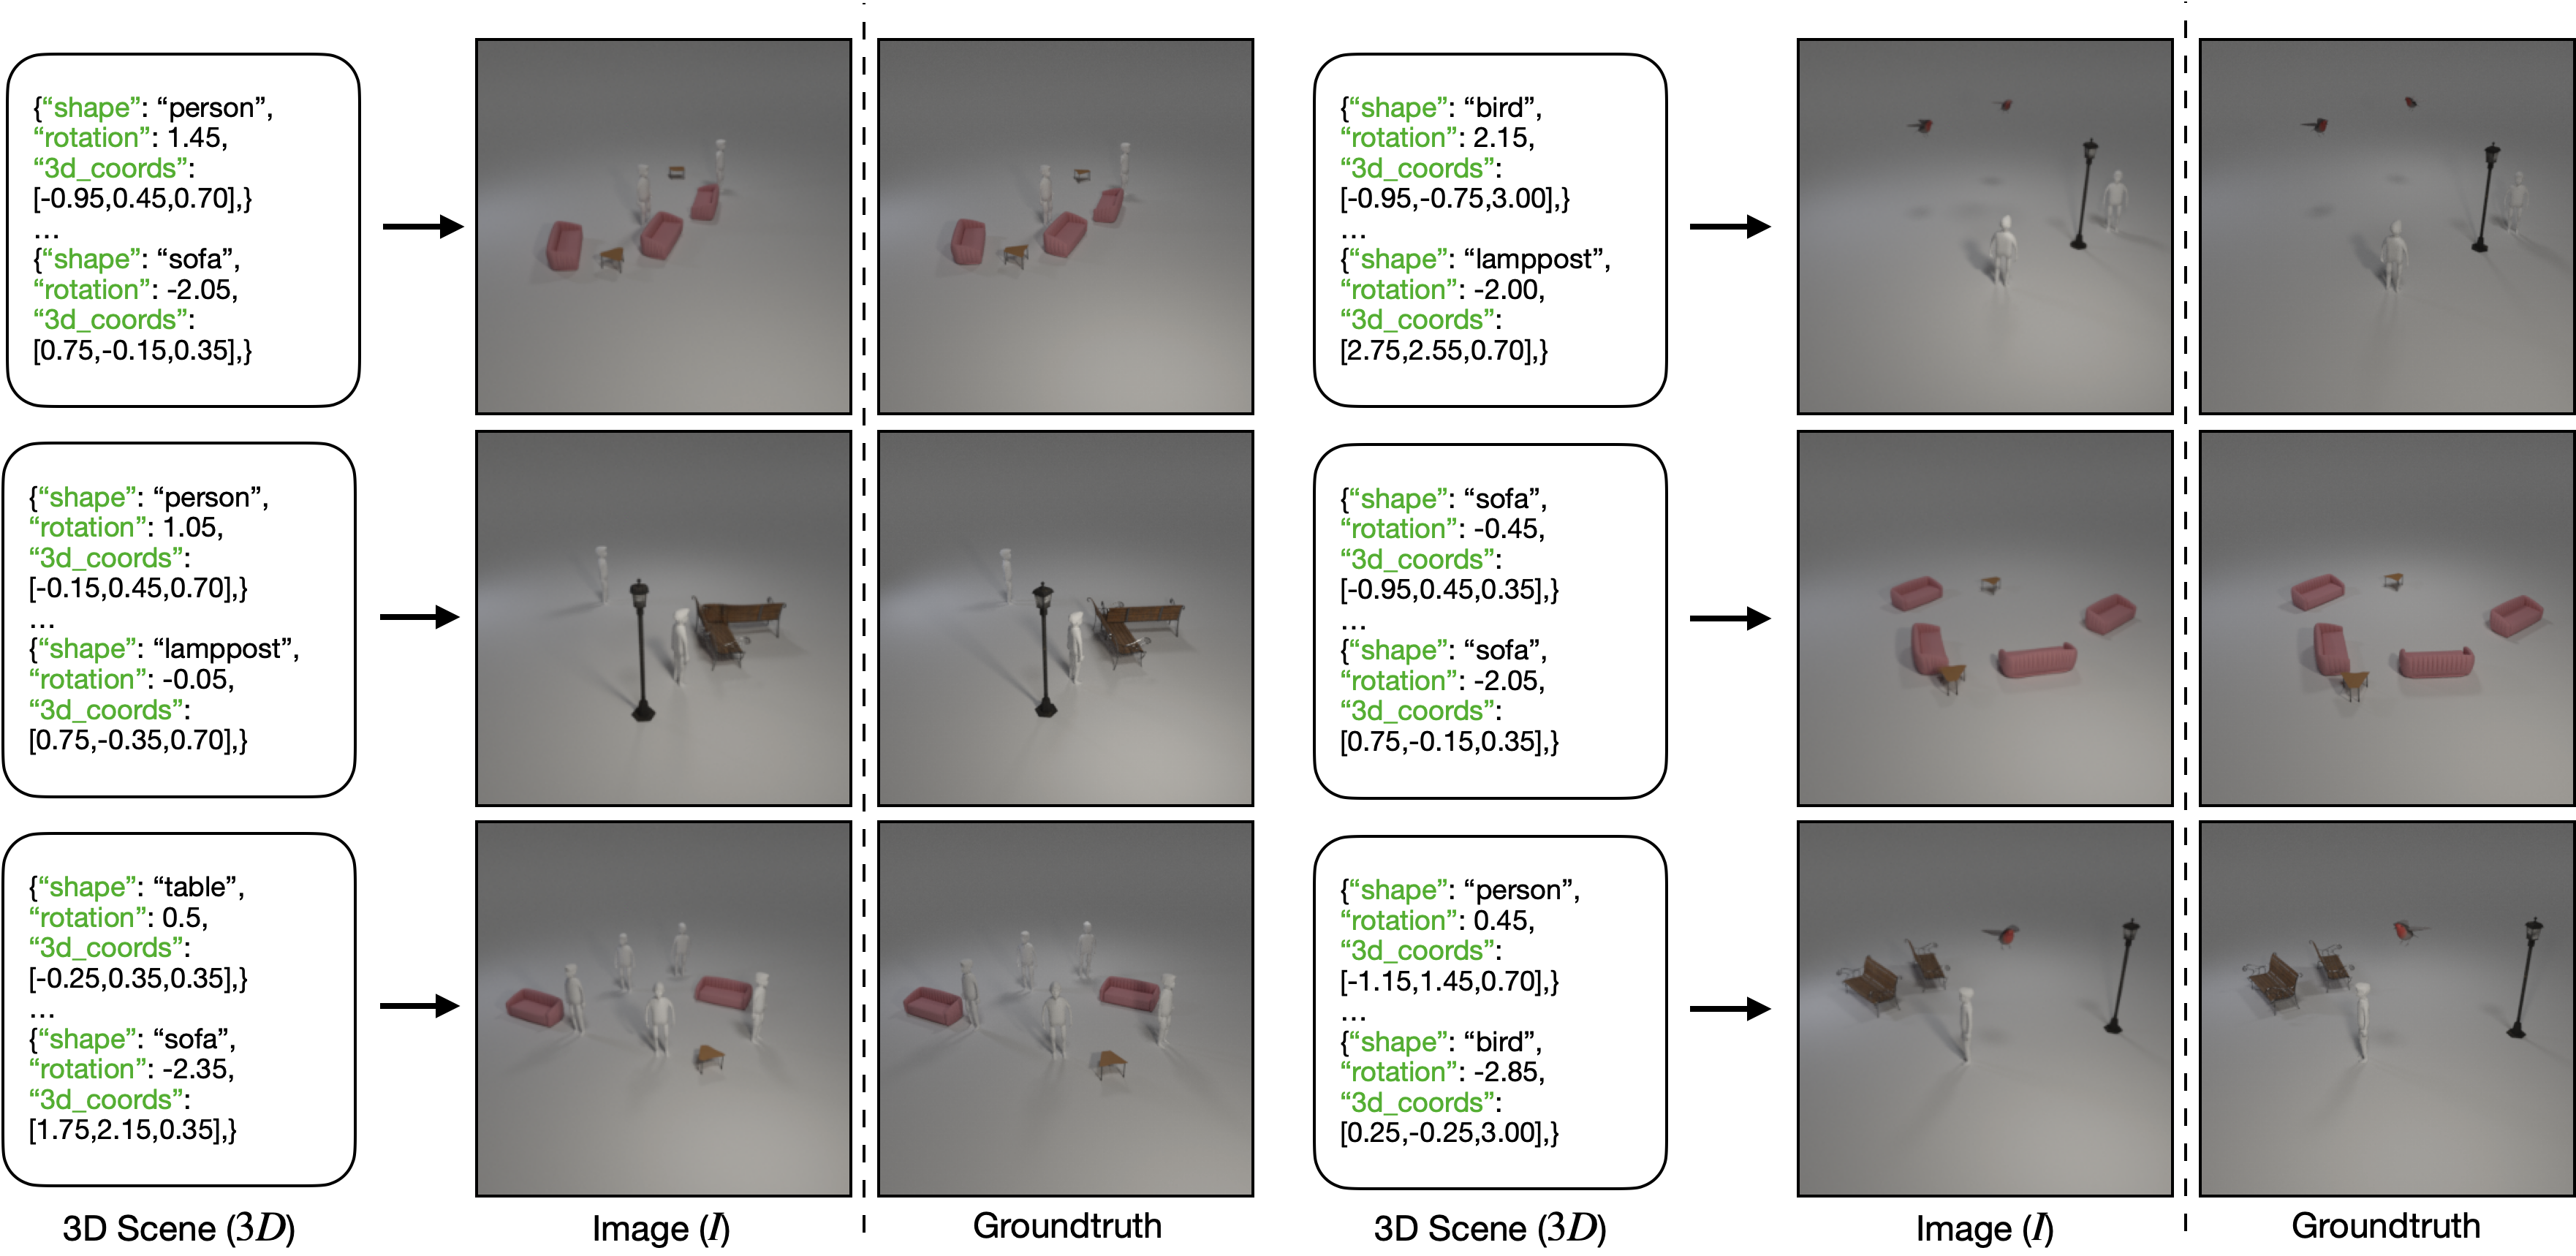 {“shape”: “person”,
“rotation”: 1.45,
“3d_coords”:
[-0.95,0.45,0.70],}
...
{“shape”: “sofa”,
“rotation”: -2.05,
“3d_coords”:
[0.75,-0.15,0.35],}
{“shape”: “bird”,
“rotation”: 2.15,
“3d_coords”:
[-0.95,-0.75,3.00],}
...
{“shape”: “lamppost”,
“rotation”: -2.00,
“3d_coords”:
[2.75,2.55,0.70],}
{“shape”: “person”,
“rotation”: 1.05,
“3d_coords”:
[-0.15,0.45,0.70],}
...
{“shape”: “lamppost”,
“rotation”: -0.05,
“3d_coords”:
[0.75,-0.35,0.70],}
{“shape”: “sofa”,
“rotation”: -0.45,
“3d_coords”:
[-0.95,0.45,0.35],}
...
{“shape”: “sofa”,
“rotation”: -2.05,
“3d_coords”:
[0.75,-0.15,0.35],}
{“shape”: “table”,
“rotation”: 0.5,
“3d_coords”:
[-0.25,0.35,0.35],}
...
{“shape”: “sofa”,
“rotation”: -2.35,
“3d_coords”:
[1.75,2.15,0.35],}
{“shape”: “person”,
“rotation”: 0.45,
“3d_coords”:
[-1.15,1.45,0.70],}
...
{“shape”: “bird”,
“rotation”: -2.85,
“3d_coords”:
[0.25,-0.25,3.00],}
3D Scene (3D)
Image (I)
Groundtruth
3D Scene (3D)
Image (I)
Groundtruth